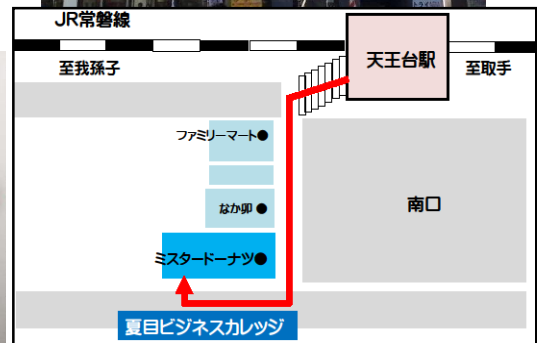 JR常磐線
天王台駅
至我孫子
至取手
ファミリーマート●
なか卯●
南口
ミスタードーナツ●
夏目ビジネスカレッジ